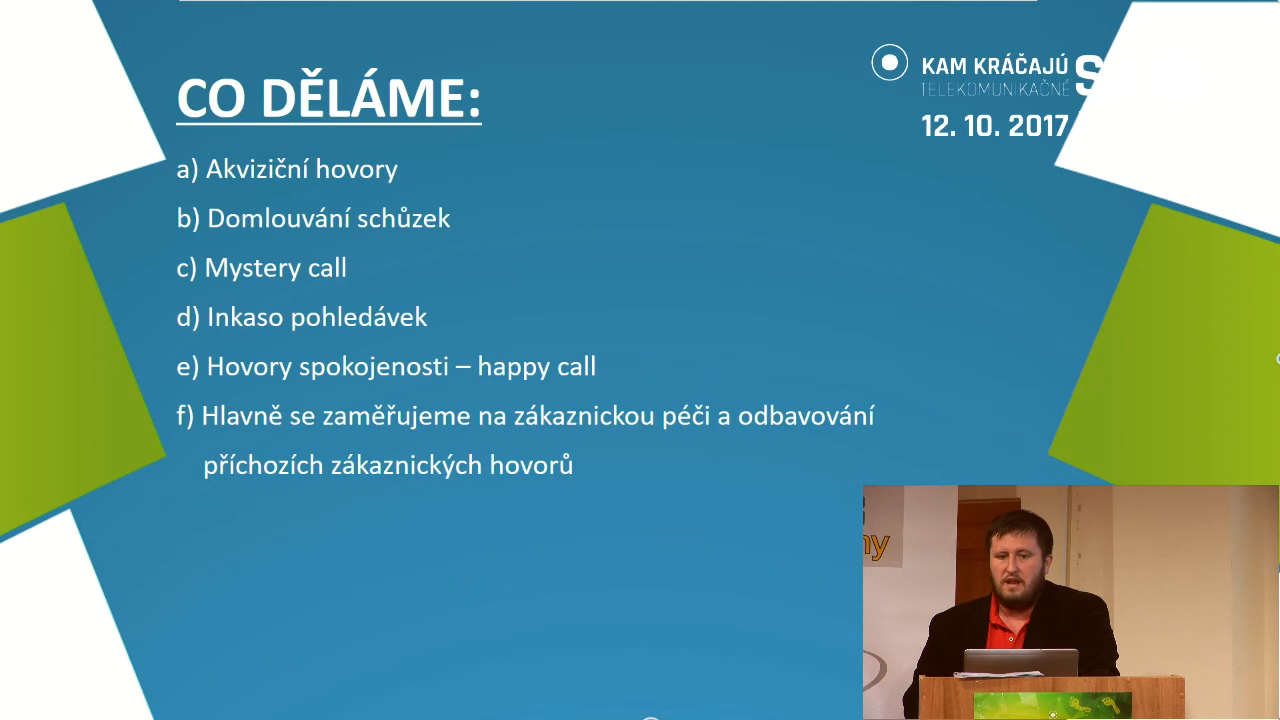 CO DĚLÁME:
KAM KRÁČAJÚ
TELEKOMUNIKAČNÉ
12. 10. 2017
a) Akviziční hovory
b) Domlouvání schůzek
c) Mystery call
d) Inkaso pohledávek
e) Hovory spokojenosti – happy call
f) Hlavně se zaměřujeme na zákaznickou péči a odbavování
příchozích zákaznických hovorů